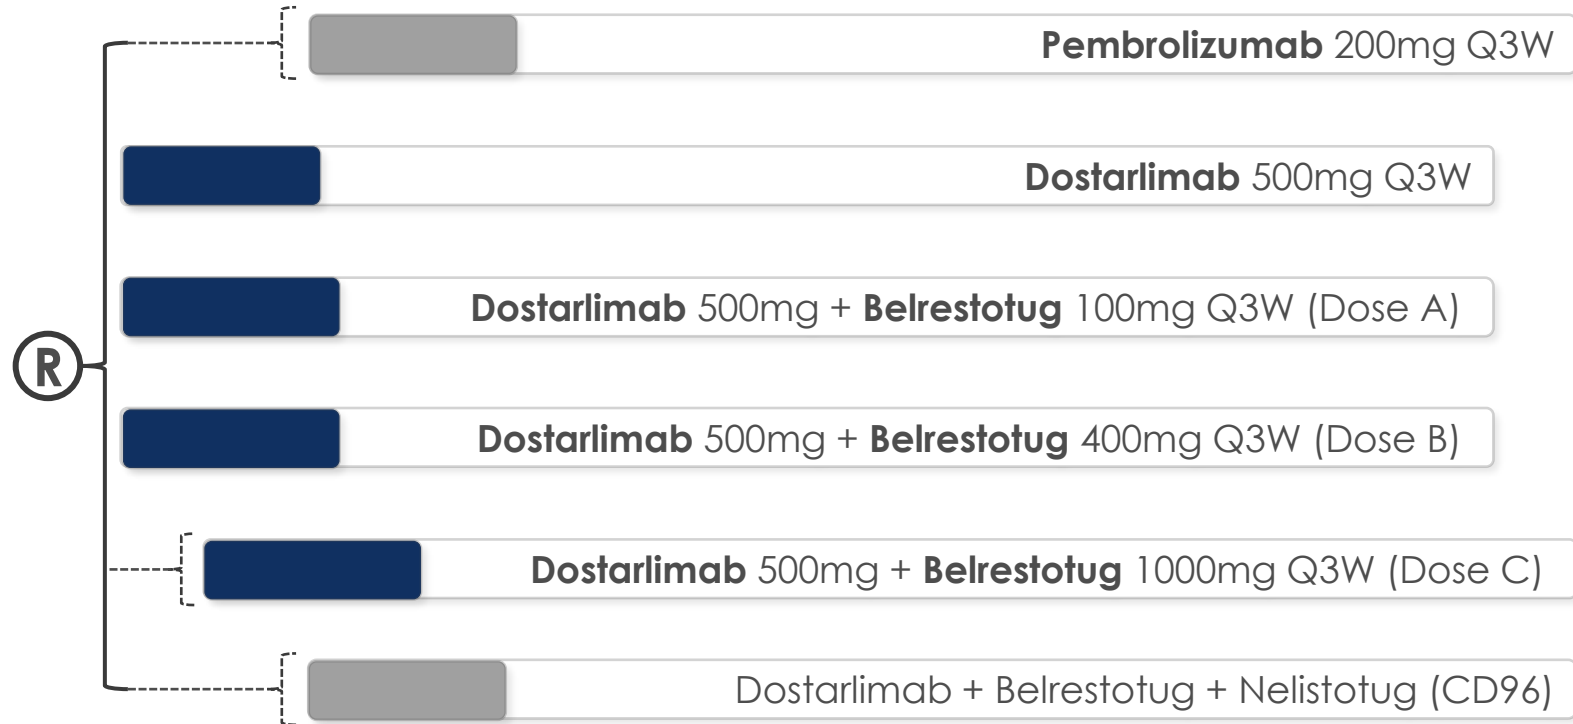 Pembrolizumab 200mg Q3W
Dostarlimab 500mg Q3W
Dostarlimab 500mg + Belrestotug 100mg Q3W (Dose A)
R
Dostarlimab 500mg + Belrestotug 400mg Q3W (Dose B)
Dostarlimab 500mg + Belrestotug 1000mg Q3W (Dose C)
Dostarlimab + Belrestotug + Nelistotug (CD96)